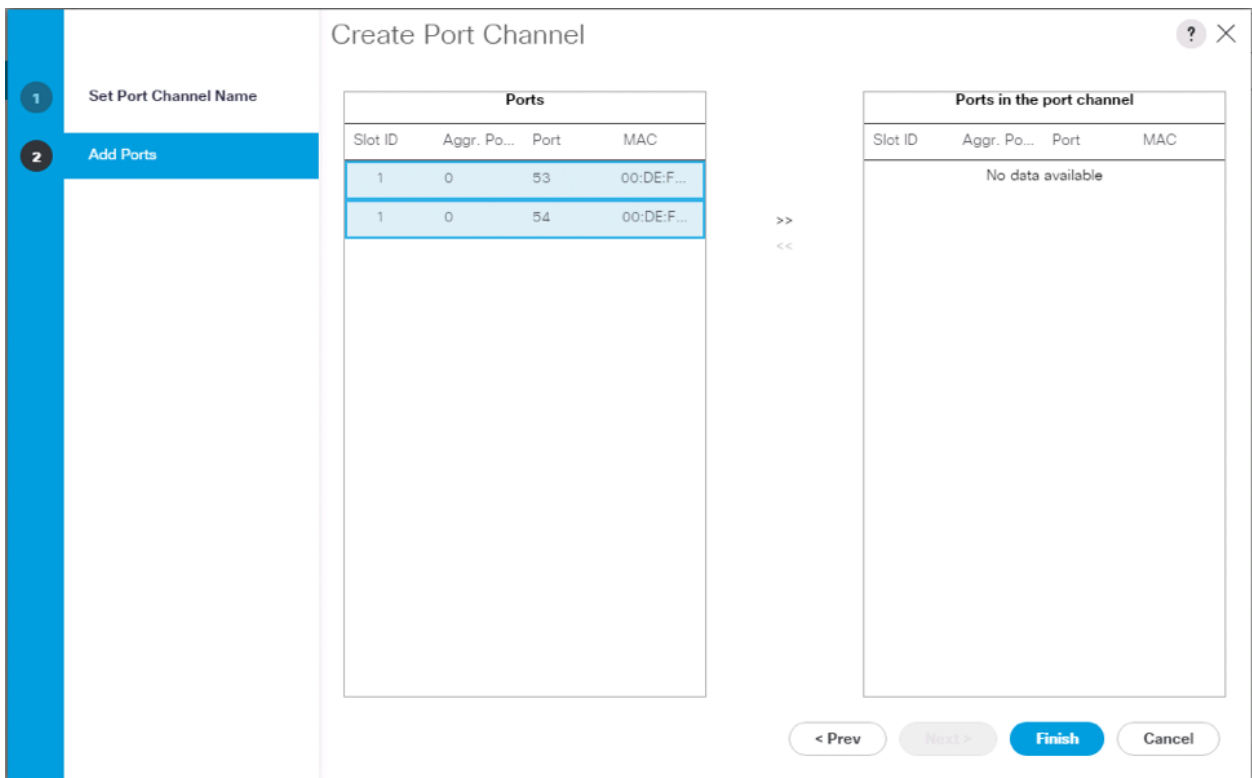 Create Port Channel
? ×
1 Set Port Channel Name
2 Add Ports
Ports
Slot ID Aggr. Po... Port MAC
1 0 53 00:DE:F...
1 0 54 00:DE:F...
>>
<<
Ports in the port channel
Slot ID Aggr. Po... Port MAC
No data available
< Prev Next > Finish Cancel